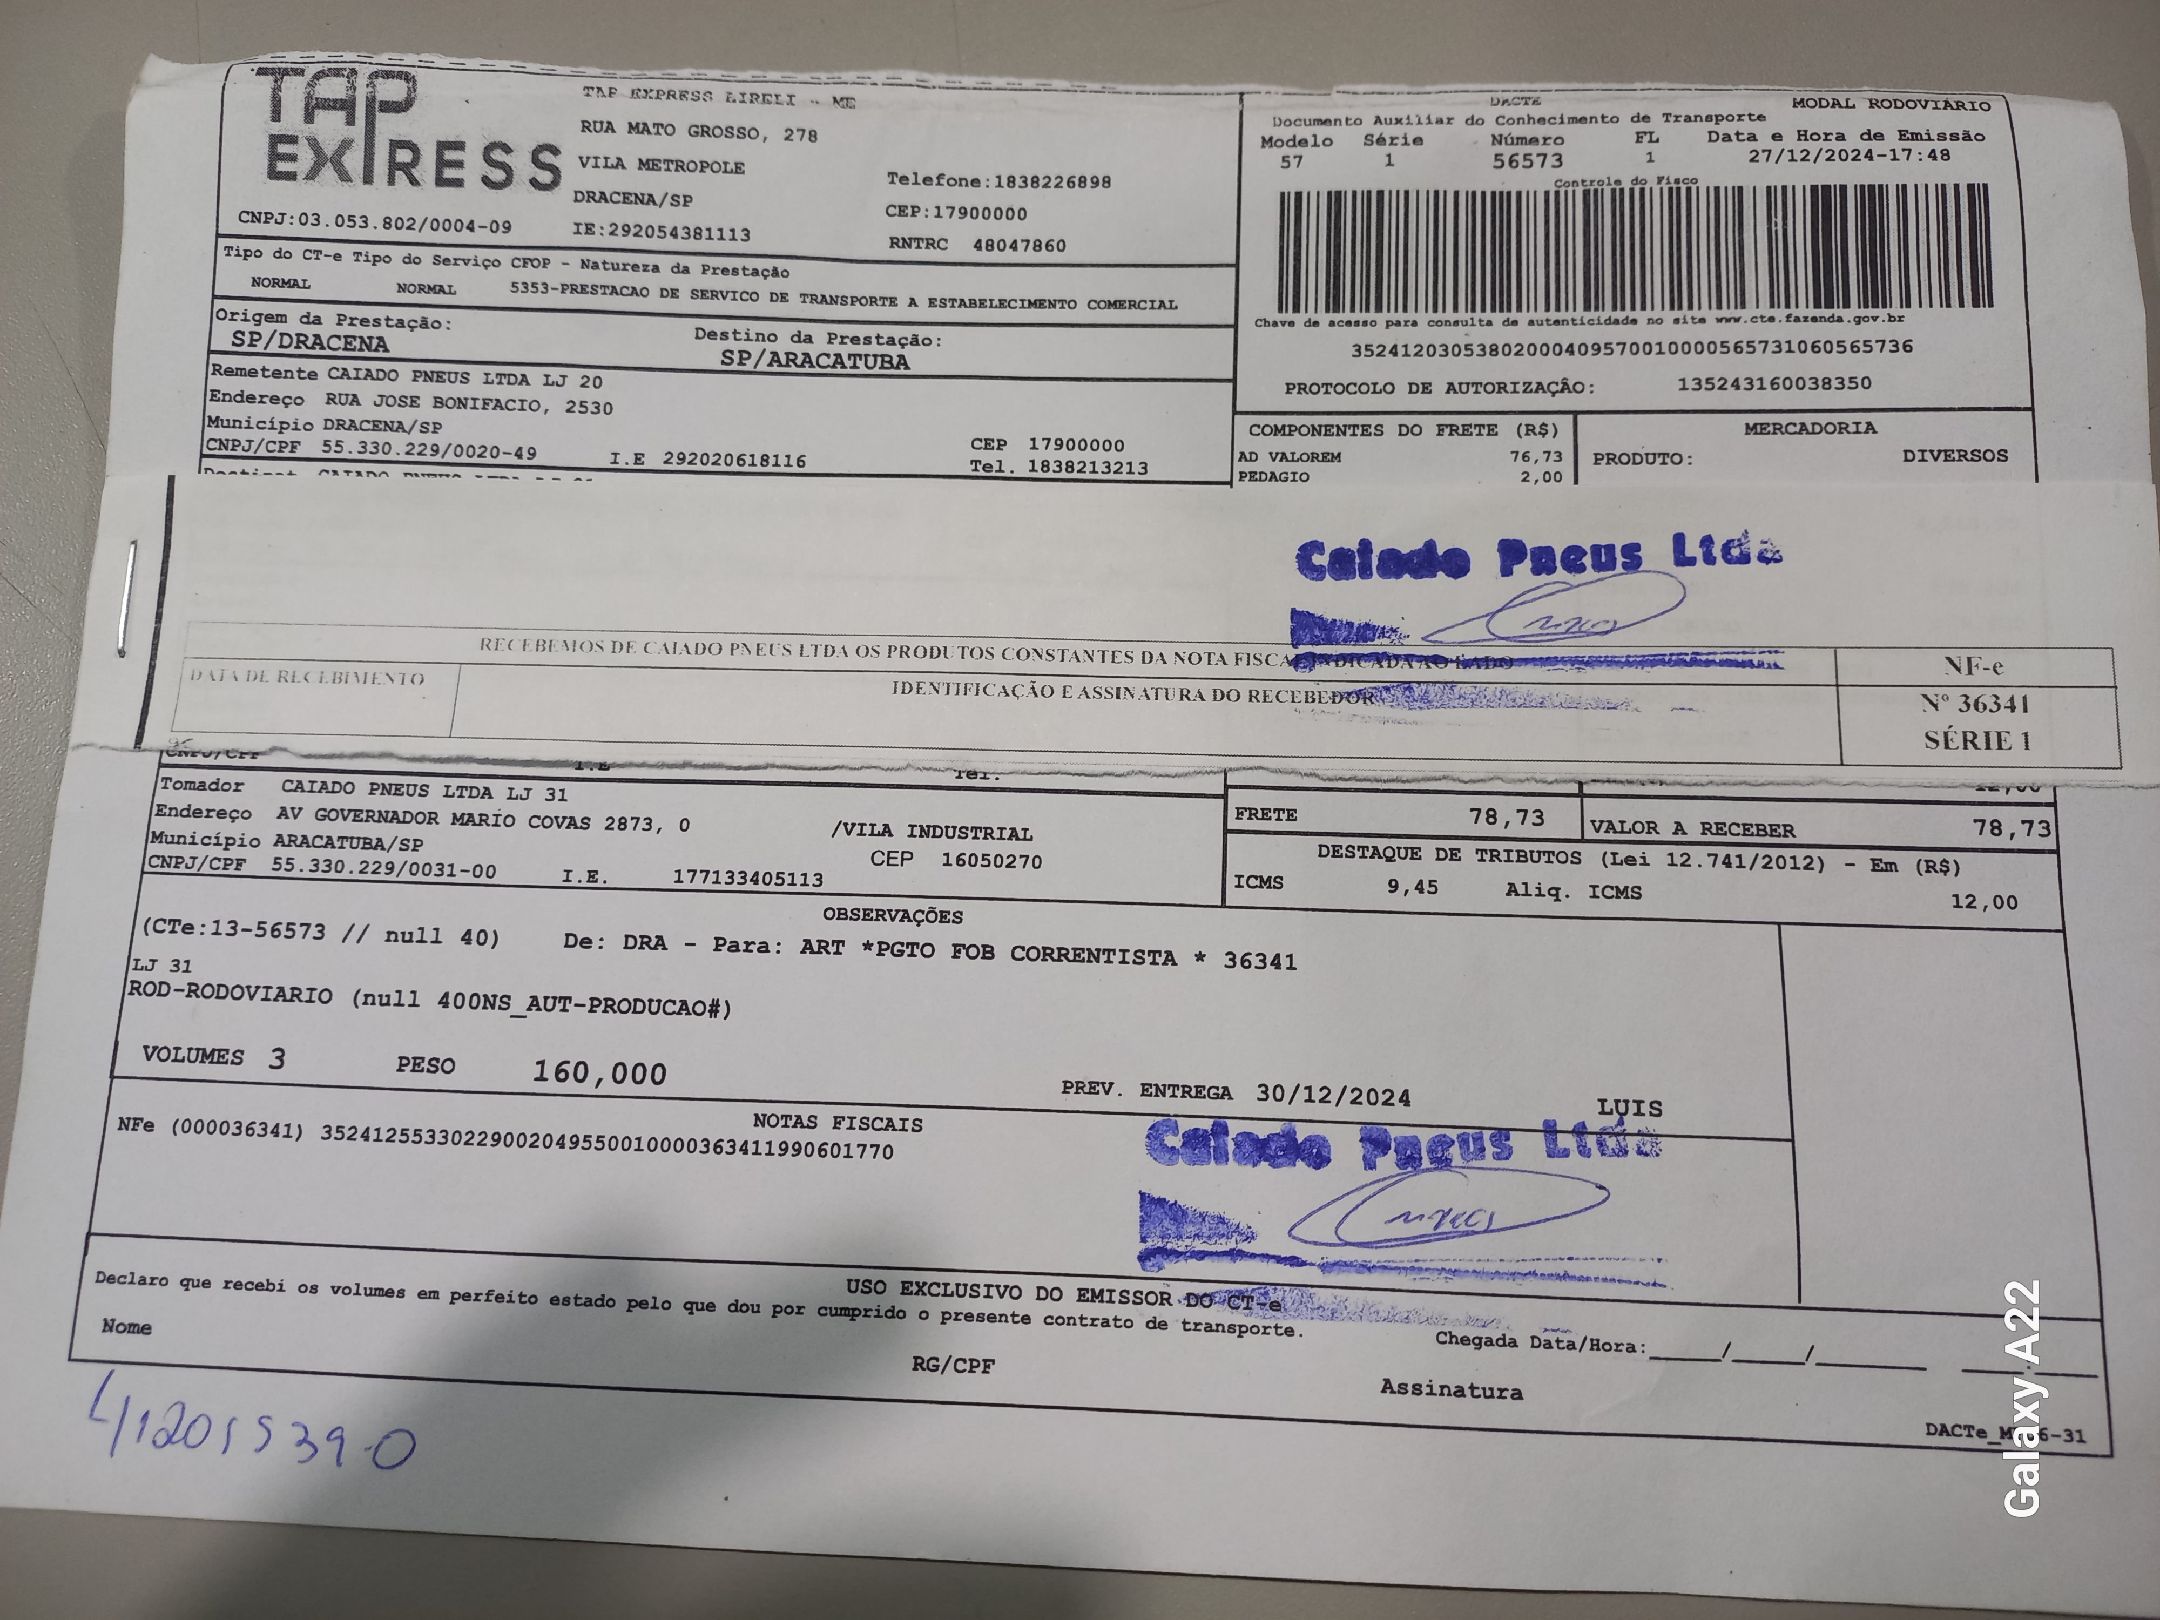 TAP
EXPRESS
CNPJ:03.053.802/0004-09
TAP EXPRESS EIRELI - ME
RUA MATO GROSSO, 278
VILA METROPOLE
DRACENA/SP
IE:292054381113
Telefone:1838226898
CEP:17900000
RNTRC 48047860
DACTE MODAL RODOVIÁRIO
Documento Auxiliar do Conhecimento de Transporte
Modelo Série Número FL Data e Hora de Emissão
57 1 56573 1 27/12/2024-17:48
Controle do Fisco
Chave de acesso para consulta de autenticidade no site www.cte.fazenda.gov.br
35241203053802000409570010000565731060565736
PROTOCOLO DE AUTORIZAÇÃO: 135243160038350
Tipo do CT-e Tipo do Serviço CFOP - Natureza da Prestação
NORMAL NORMAL 5353-PRESTACAO DE SERVICO DE TRANSPORTE A ESTABELECIMENTO COMERCIAL
Origem da Prestação: Destino da Prestação:
SP/DRACENA SP/ARACATUBA
Remetente CAIADO PNEUS LTDA LJ 20
Endereço RUA JOSE BONIFACIO, 2530
Município DRACENA/SP
CNPJ/CPF 55.330.229/0020-49 I.E 292020618116
CEP 17900000
Tel. 1838213213
COMPONENTES DO FRETE (R$) MERCADORIA
AD VALOREM 76,73 PRODUTO: DIVERSOS
PEDAGIO 2,00
Caiado Pneus Ltda
RECEBEMOS DE CAIADO PNEUS LTDA OS PRODUTOS CONSTANTES DA NOTA FISCAL INDICADA AO LADO
DATA DE RECEBIMENTO
IDENTIFICAÇÃO E ASSINATURA DO RECEBEDOR
NF-e
Nº 36341
SÉRIE 1
CNPJ/CPF I.E Tel.
Tomador CAIADO PNEUS LTDA LJ 31
Endereço AV GOVERNADOR MARIO COVAS 2873, 0 /VILA INDUSTRIAL
Município ARACATUBA/SP CEP 16050270
CNPJ/CPF 55.330.229/0031-00 I.E. 177133405113
FRETE 78,73 VALOR A RECEBER 78,73
DESTAQUE DE TRIBUTOS (Lei 12.741/2012) - Em (R$)
ICMS 9,45 Aliq. ICMS 12,00
OBSERVAÇÕES
(CTe:13-56573 // null 40) De: DRA - Para: ART *PGTO FOB CORRENTISTA * 36341
LJ 31
ROD-RODOVIARIO (null 400NS_AUT-PRODUCAO#)
VOLUMES 3 PESO 160,000
PREV. ENTREGA 30/12/2024 LUIS
NOTAS FISCAIS
NFe (000036341) 35241255330229002049550010000363411990601770
Caiado Pneus Ltda
USO EXCLUSIVO DO EMISSOR DO CT-e
Declaro que recebi os volumes em perfeito estado pelo que dou por cumprido o presente contrato de transporte.
Nome RG/CPF Assinatura
Chegada Data/Hora:_____/_____/________
Galaxy A22